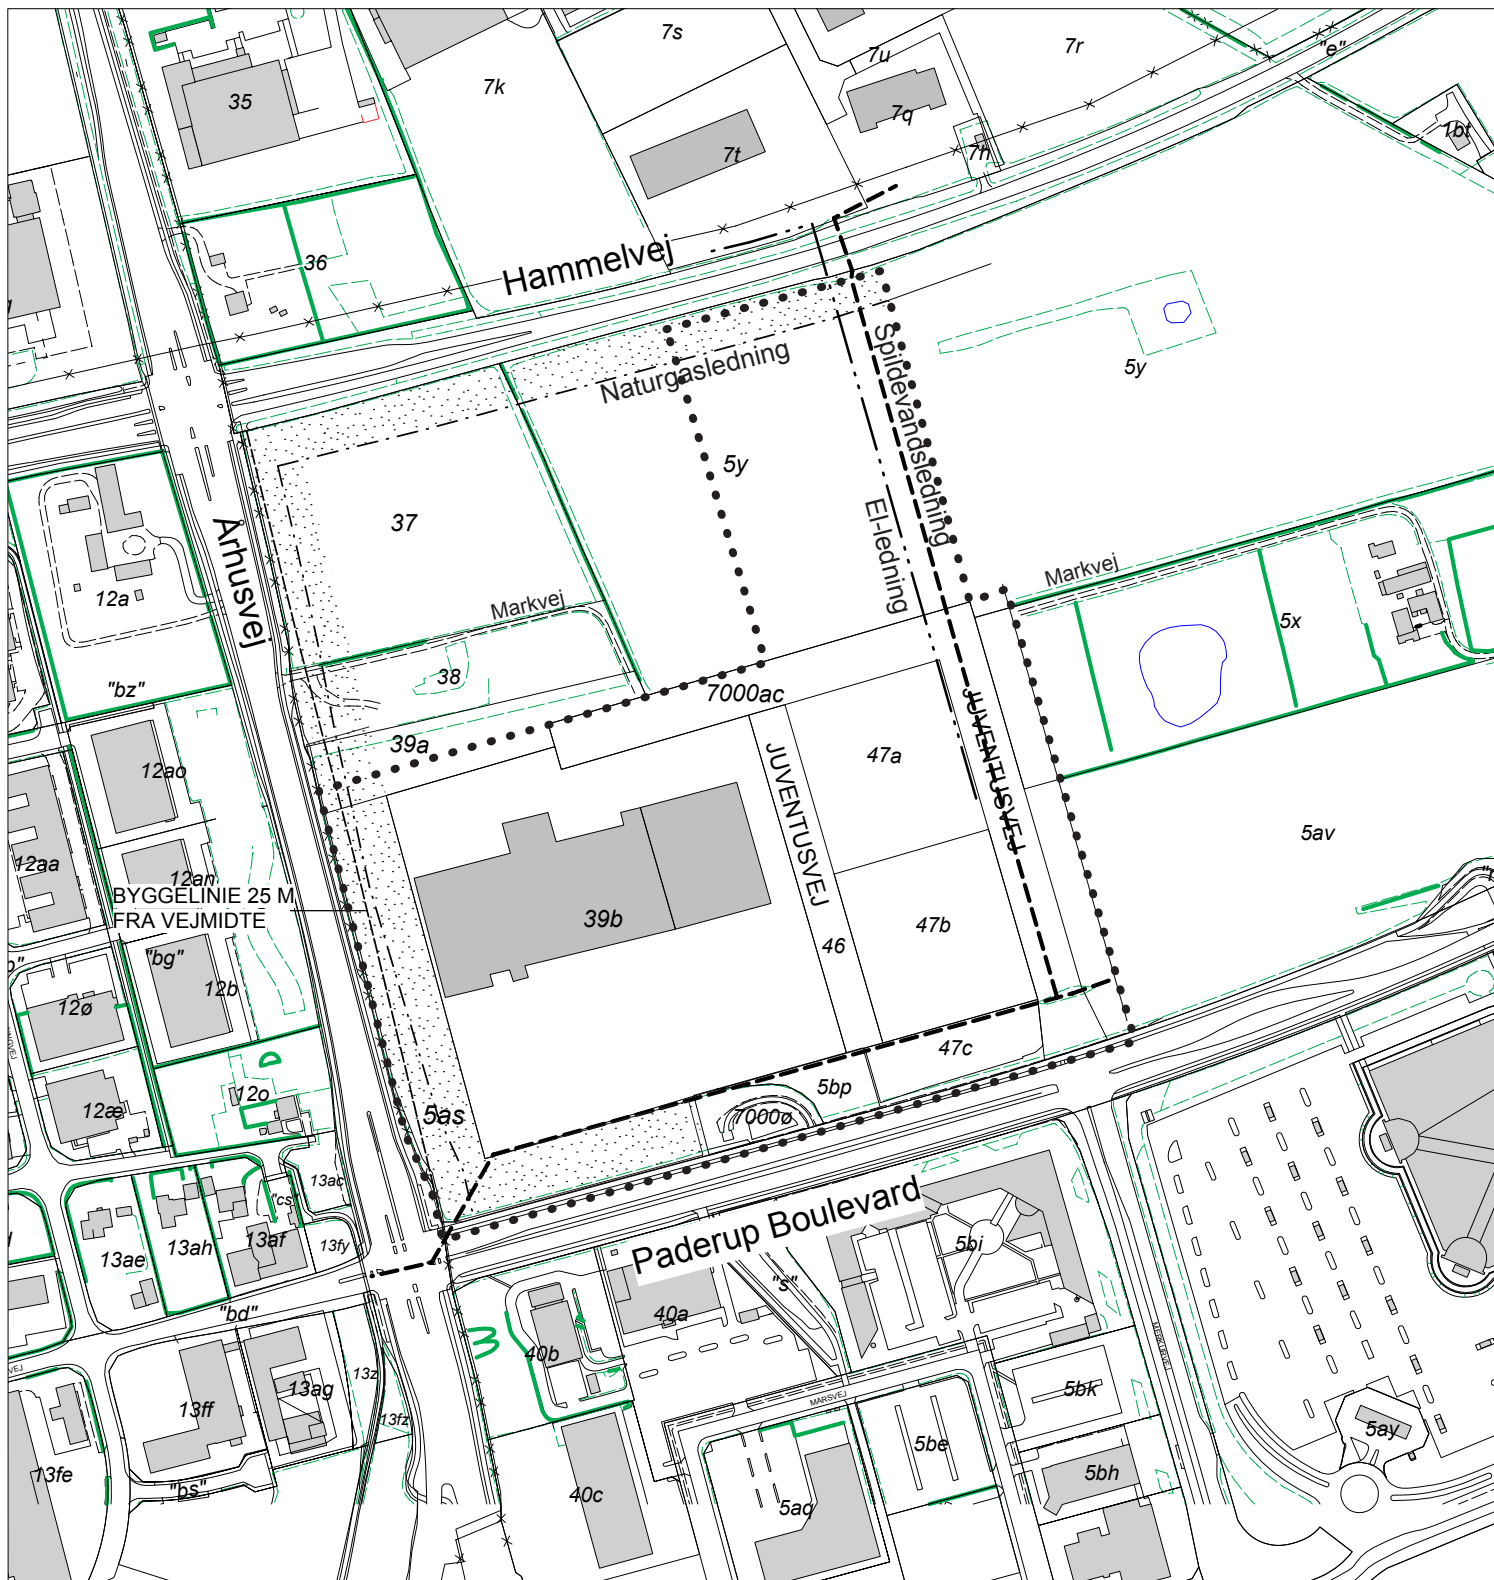 7s
7r
"e"
7u
7k
35
7q
1bt
7t
7h
36
Hammelvej
Spildevandsledning
Naturgasledning
5y
5y
37
Århusvej
El-ledning
Markvej
Markvej
12a
5x
38
"bz"
7000ac
JUVENTUSVEJ
39a
47a
JUVENTUSVEJ
12ao
5av
12aa
12an
BYGGELINIE 25 M
FRA VEJMIDTE
39b
47b
46
"bg"
12b
12ø
47c
5bp
12æ
12o
5as
7000ø
13ac
"cs"
Paderup Boulevard
13ae
13ah
13af
13fy
5bi
"s"
"bd"
40a
40b
MERKURVEJ
13z
13ag
5bk
13ff
13fz
MARSVEJ
5ay
5be
13fe
"bs"
5bh
40c
5aq